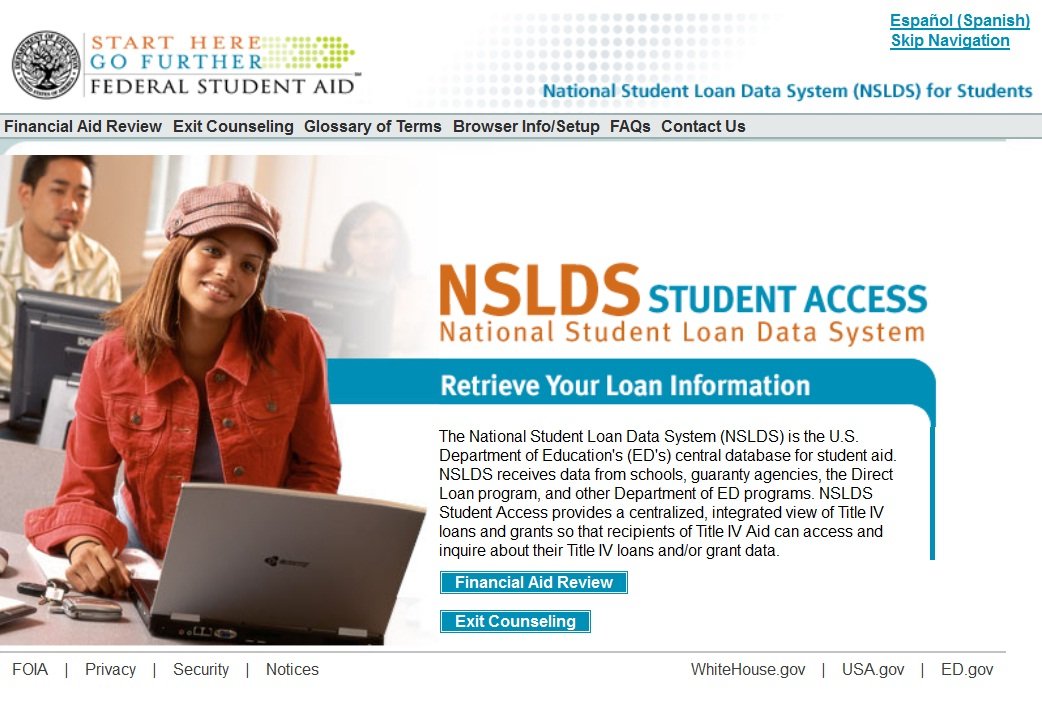 Español (Spanish)
Skip Navigation
START HERE
GO FURTHER
FEDERAL STUDENT AID
National Student Loan Data System (NSLDS) for Students
Financial Aid Review Exit Counseling Glossary of Terms Browser Info/Setup FAQs Contact Us
NSLDS STUDENT ACCESS
National Student Loan Data System
Retrieve Your Loan Information
The National Student Loan Data System (NSLDS) is the U.S.
Department of Education's (ED's) central database for student aid.
NSLDS receives data from schools, guaranty agencies, the Direct
Loan program, and other Department of ED programs. NSLDS
Student Access provides a centralized, integrated view of Title IV
loans and grants so that recipients of Title IV Aid can access and
inquire about their Title IV loans and/or grant data.
Financial Aid Review
Exit Counseling
FOIA | Privacy | Security | Notices
WhiteHouse.gov | USA.gov | ED.gov